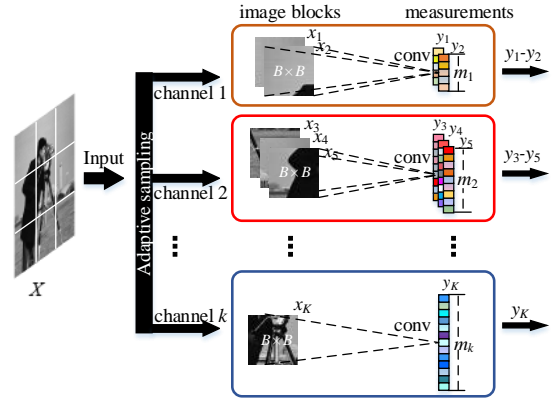 image blocks
measurements
x1
x2
B×B
conv
y1
y2
m1
y1-y2
channel 1
Input
Adaptive sampling
X
x3
x4
x5
B×B
conv
y3
y4
y5
m2
y3-y5
channel 2
...
...
...
xK
B×B
conv
yK
mk
yK
channel k